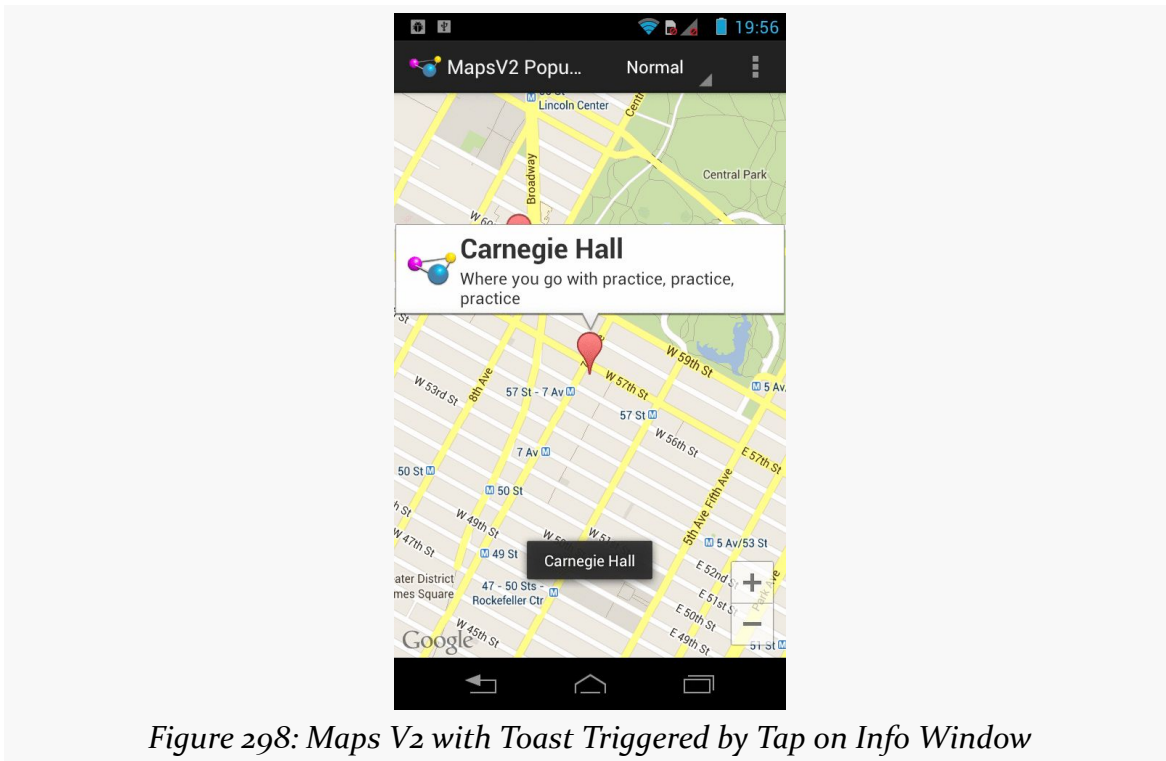 19:56
MapsV2 Popu...
Normal
Lincoln Center
Broadway
Central Park
Carnegie Hall
Where you go with practice, practice,
practice
W 59th St
W 57th St
M 5 Av
W 53rd St
8th Ave
57 St - 7 Av M
57 St M
W 56th St
7 Av M
E 57th St
50 St M
M 50 St
5th Ave
Fifth Ave
W 49th St
W 47th St
M 49 St
M 5 Av/53 St
Carnegie Hall
ater District
mes Square
47 - 50 Sts -
Rockefeller Ctr
M
E 52nd
E 51st S
E 50th St
E 49th St
Park Ave
+
−
W 45th St
Google
51 St M
Figure 298: Maps V2 with Toast Triggered by Tap on Info Window